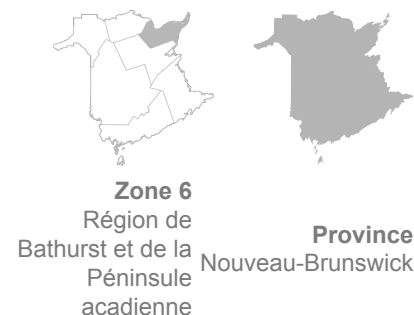 Zone 6
Région de
Bathurst et de la
Péninsule
acadienne
Province
Nouveau-Brunswick